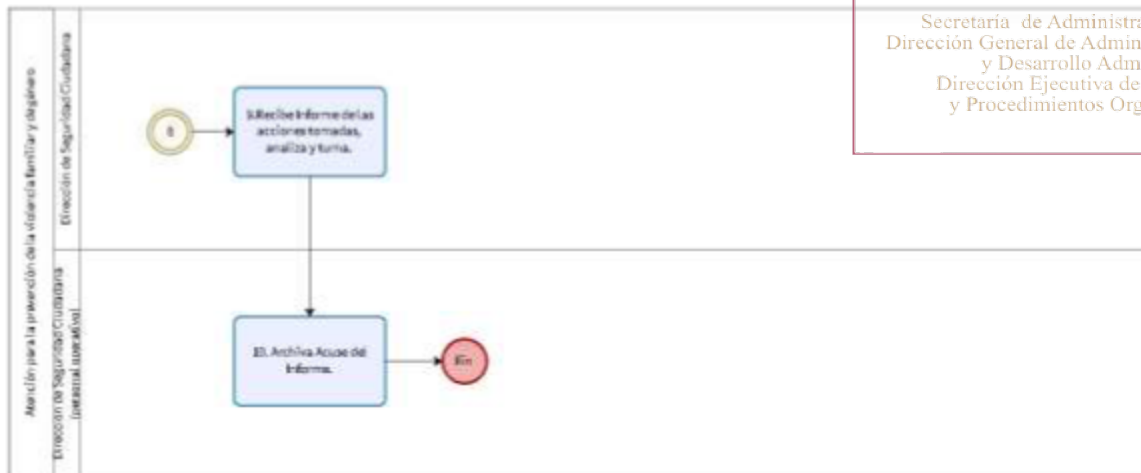 Secretaría de Administra
Dirección General de Admin
y Desarrollo Adm
Dirección Ejecutiva de
y Procedimientos Org
Atención para la prevención de la violencia familiar y de género
Dirección de Seguridad Ciudadana
9.Recibe Informe de las
acciones tomadas,
analiza y turna.
Dirección de Seguridad Ciudadana
(personal operativo)
10. Archiva Acuse del
Informe.
Fin